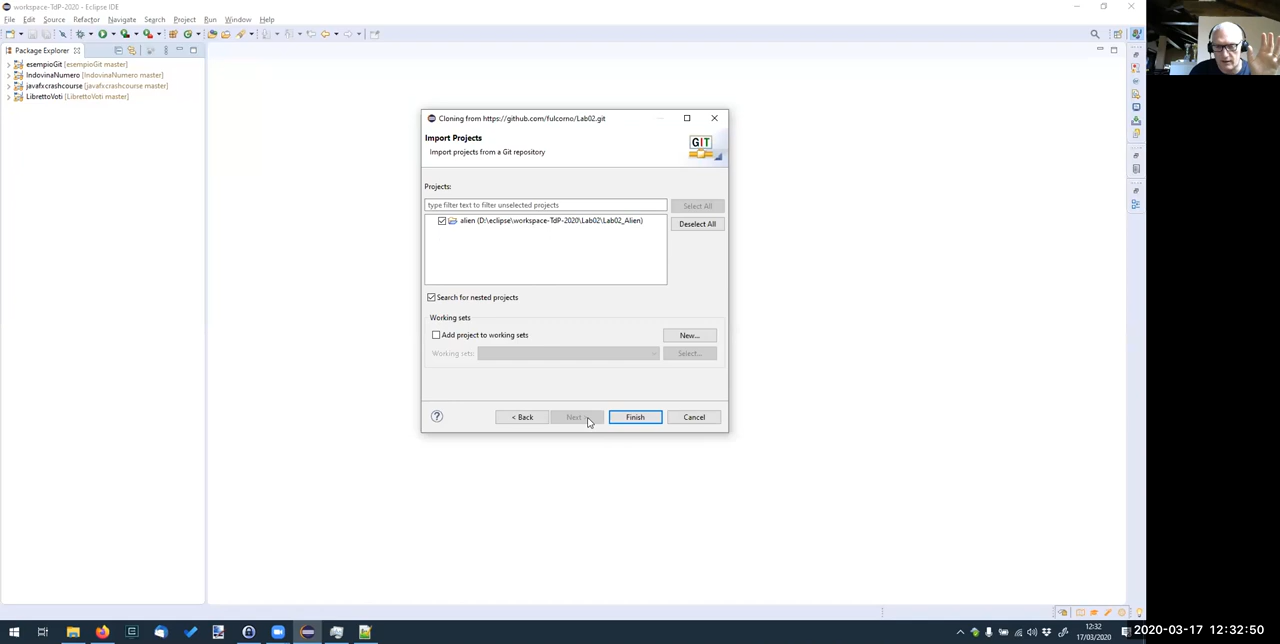 workspace-TdP-2020 - Eclipse IDE
File Edit Source Refactor Navigate Search Project Run Window Help
Package Explorer
esempioGit [esempioGit master]
IndovinaNumero [IndovinaNumero master]
javafxcrashcourse [javafxcrashcourse master]
LibrettoVoti [LibrettoVoti master]
Cloning from https://github.com/fulcorno/Lab02.git
Import Projects
Import projects from a Git repository
GIT
Projects:
type filter text to filter unselected projects
Select All
alien (D:\eclipse\workspace-TdP-2020\Lab02\Lab02_Alien)
Deselect All
Search for nested projects
Working sets
Add project to working sets
New...
Working sets:
Select...
?
< Back
Next >
Finish
Cancel
12:32
17/03/2020
2020-03-17 12:32:50